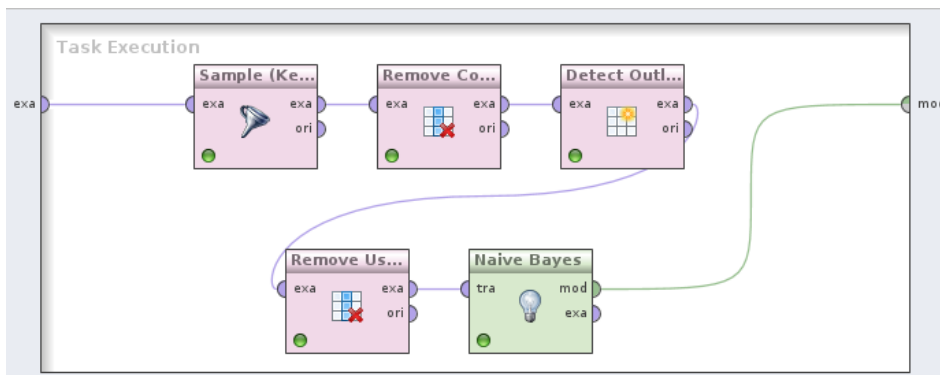 Task Execution
Sample (Ke...
Remove Co...
Detect Outl...
exa
exa
exa
exa
exa
exa
exa
ori
ori
ori
mod
Remove Us...
Naive Bayes
exa
exa
tra
mod
ori
exa